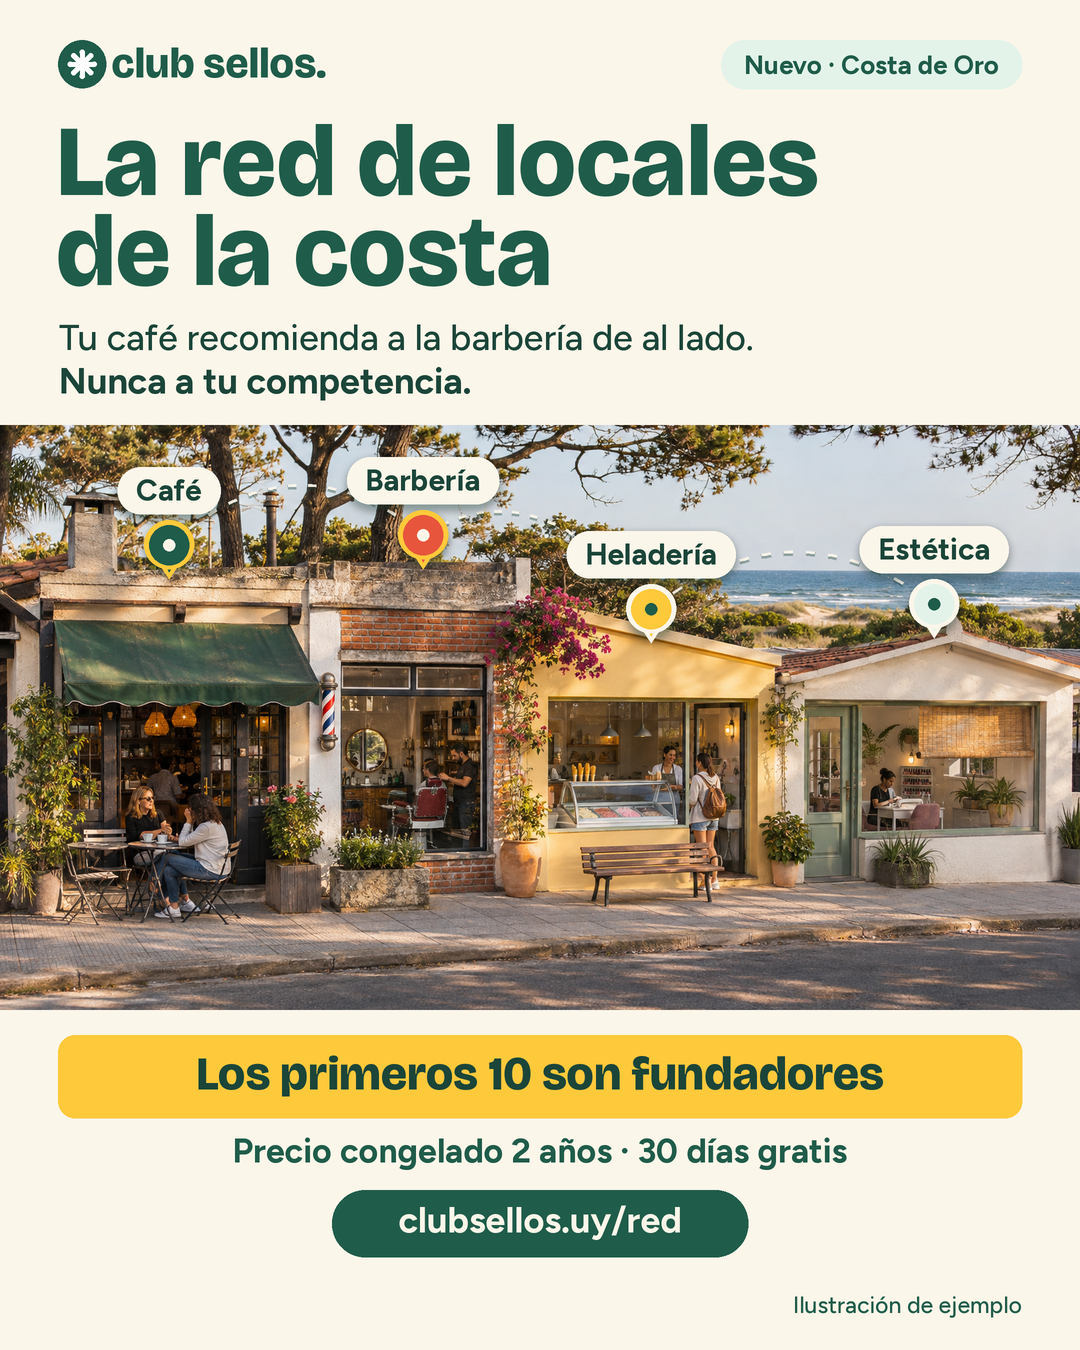 club sellos.
Nuevo · Costa de Oro
La red de locales
de la costa
Tu café recomienda a la barbería de al lado.
Nunca a tu competencia.
Café
Barbería
Heladería
Estética
Los primeros 10 son fundadores
Precio congelado 2 años · 30 días gratis
clubsellos.uy/red
Ilustración de ejemplo